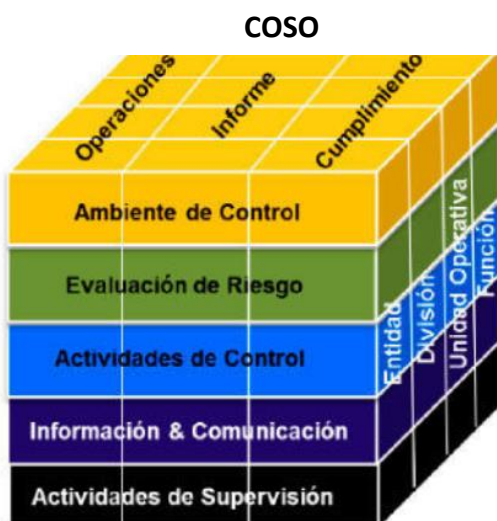 COSO
Operaciones
Informe
Cumplimiento
Ambiente de Control
Evaluación de Riesgo
Actividades de Control
Información & Comunicación
Actividades de Supervisión
Entidad
División
Unidad Operativa
Función